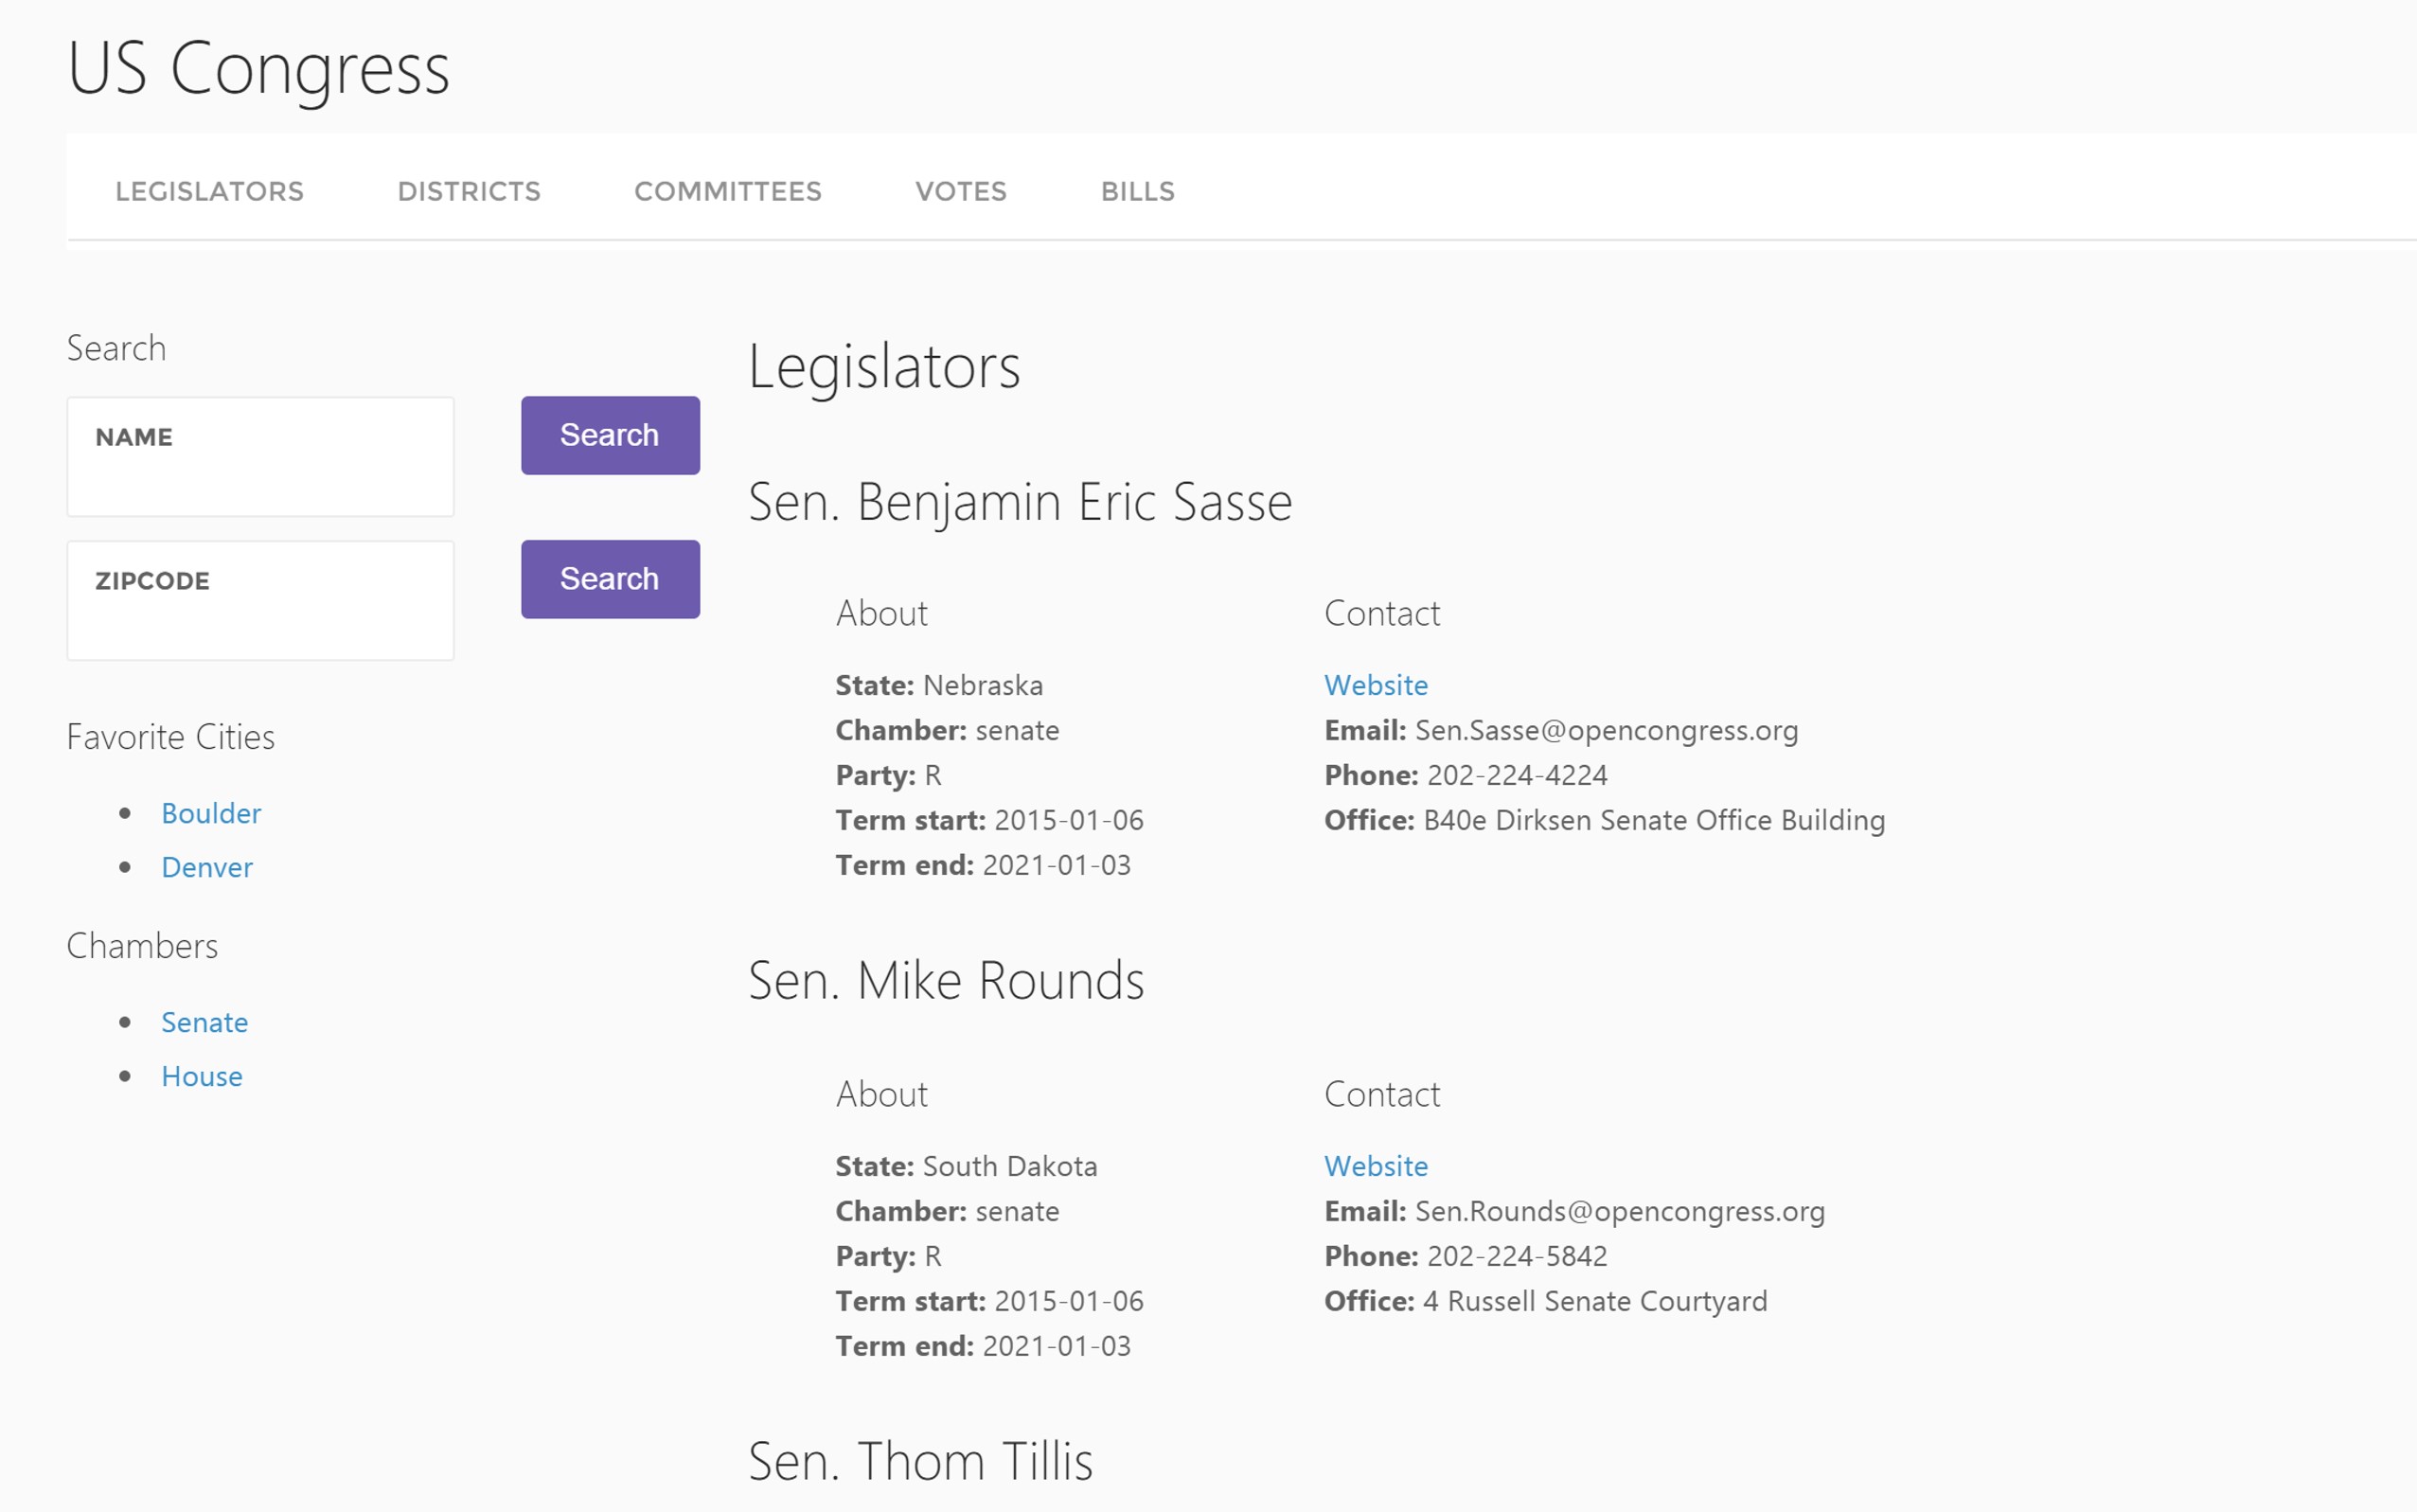 US Congress
LEGISLATORS DISTRICTS COMMITTEES VOTES BILLS
Search
NAME
Search
ZIPCODE
Search
Favorite Cities
Boulder
Denver
Chambers
Senate
House
Legislators
Sen. Benjamin Eric Sasse
About
State: Nebraska
Chamber: senate
Party: R
Term start: 2015-01-06
Term end: 2021-01-03
Contact
Website
Email: Sen.Sasse@opencongress.org
Phone: 202-224-4224
Office: B40e Dirksen Senate Office Building
Sen. Mike Rounds
About
State: South Dakota
Chamber: senate
Party: R
Term start: 2015-01-06
Term end: 2021-01-03
Contact
Website
Email: Sen.Rounds@opencongress.org
Phone: 202-224-5842
Office: 4 Russell Senate Courtyard
Sen. Thom Tillis